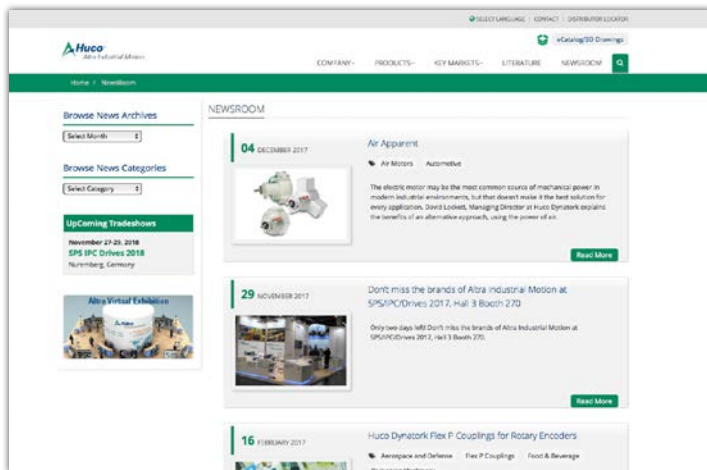 SELECT LANGUAGE | CONTACT | DISTRIBUTOR LOCATOR
Huco
Altra Industrial Motion
eCatalog/3D Drawings
COMPANY PRODUCTS KEY MARKETS LITERATURE NEWSROOM
Home / NewsRoom
Browse News Archives
Select Month
Browse News Categories
Select Category
UpComing Tradeshows
November 27-29, 2018
SPS IPC Drives 2018
Nuremberg, Germany
Altra Virtual Exhibition
NEWSROOM
04 DECEMBER 2017
Air Apparent
Air Motors Automotive
The electric motor may be the most common source of mechanical power in
modern industrial environments, but that doesn't make it the best solution for
every application. David Lockett, Managing Director at Huco Dynatork explains
the benefits of an alternative approach, using the power of air.
Read More
29 NOVEMBER 2017
Don't miss the brands of Altra Industrial Motion at
SPS/IPC/Drives 2017, Hall 3 Booth 270
Only two days left! Don't miss the brands of Altra Industrial Motion at
SPS/IPC/Drives 2017, Hall 3 Booth 270.
Read More
16 FEBRUARY 2017
Huco Dynatork Flex P Couplings for Rotary Encoders
Aerospace and Defense Flex P Couplings Food & Beverage